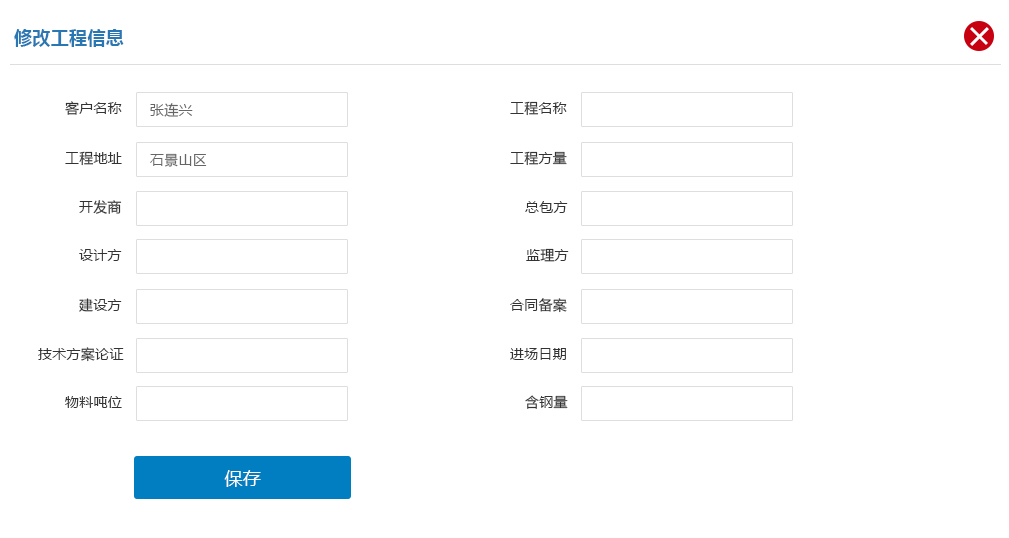 修改工程信息
客户名称 张连兴 工程名称
工程地址 石景山区 工程方量
开发商 总包方
设计方 监理方
建设方 合同备案
技术方案论证 进场日期
物料吨位 含钢量
保存